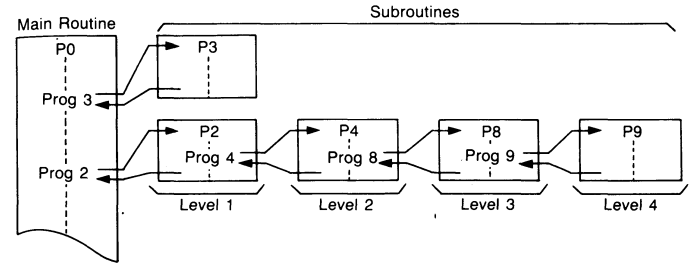 Subroutines
Main Routine
P0
P3
Prog 3
P2
P4
P8
P9
Prog 4
Prog 8
Prog 9
Prog 2
Level 1
Level 2
Level 3
Level 4